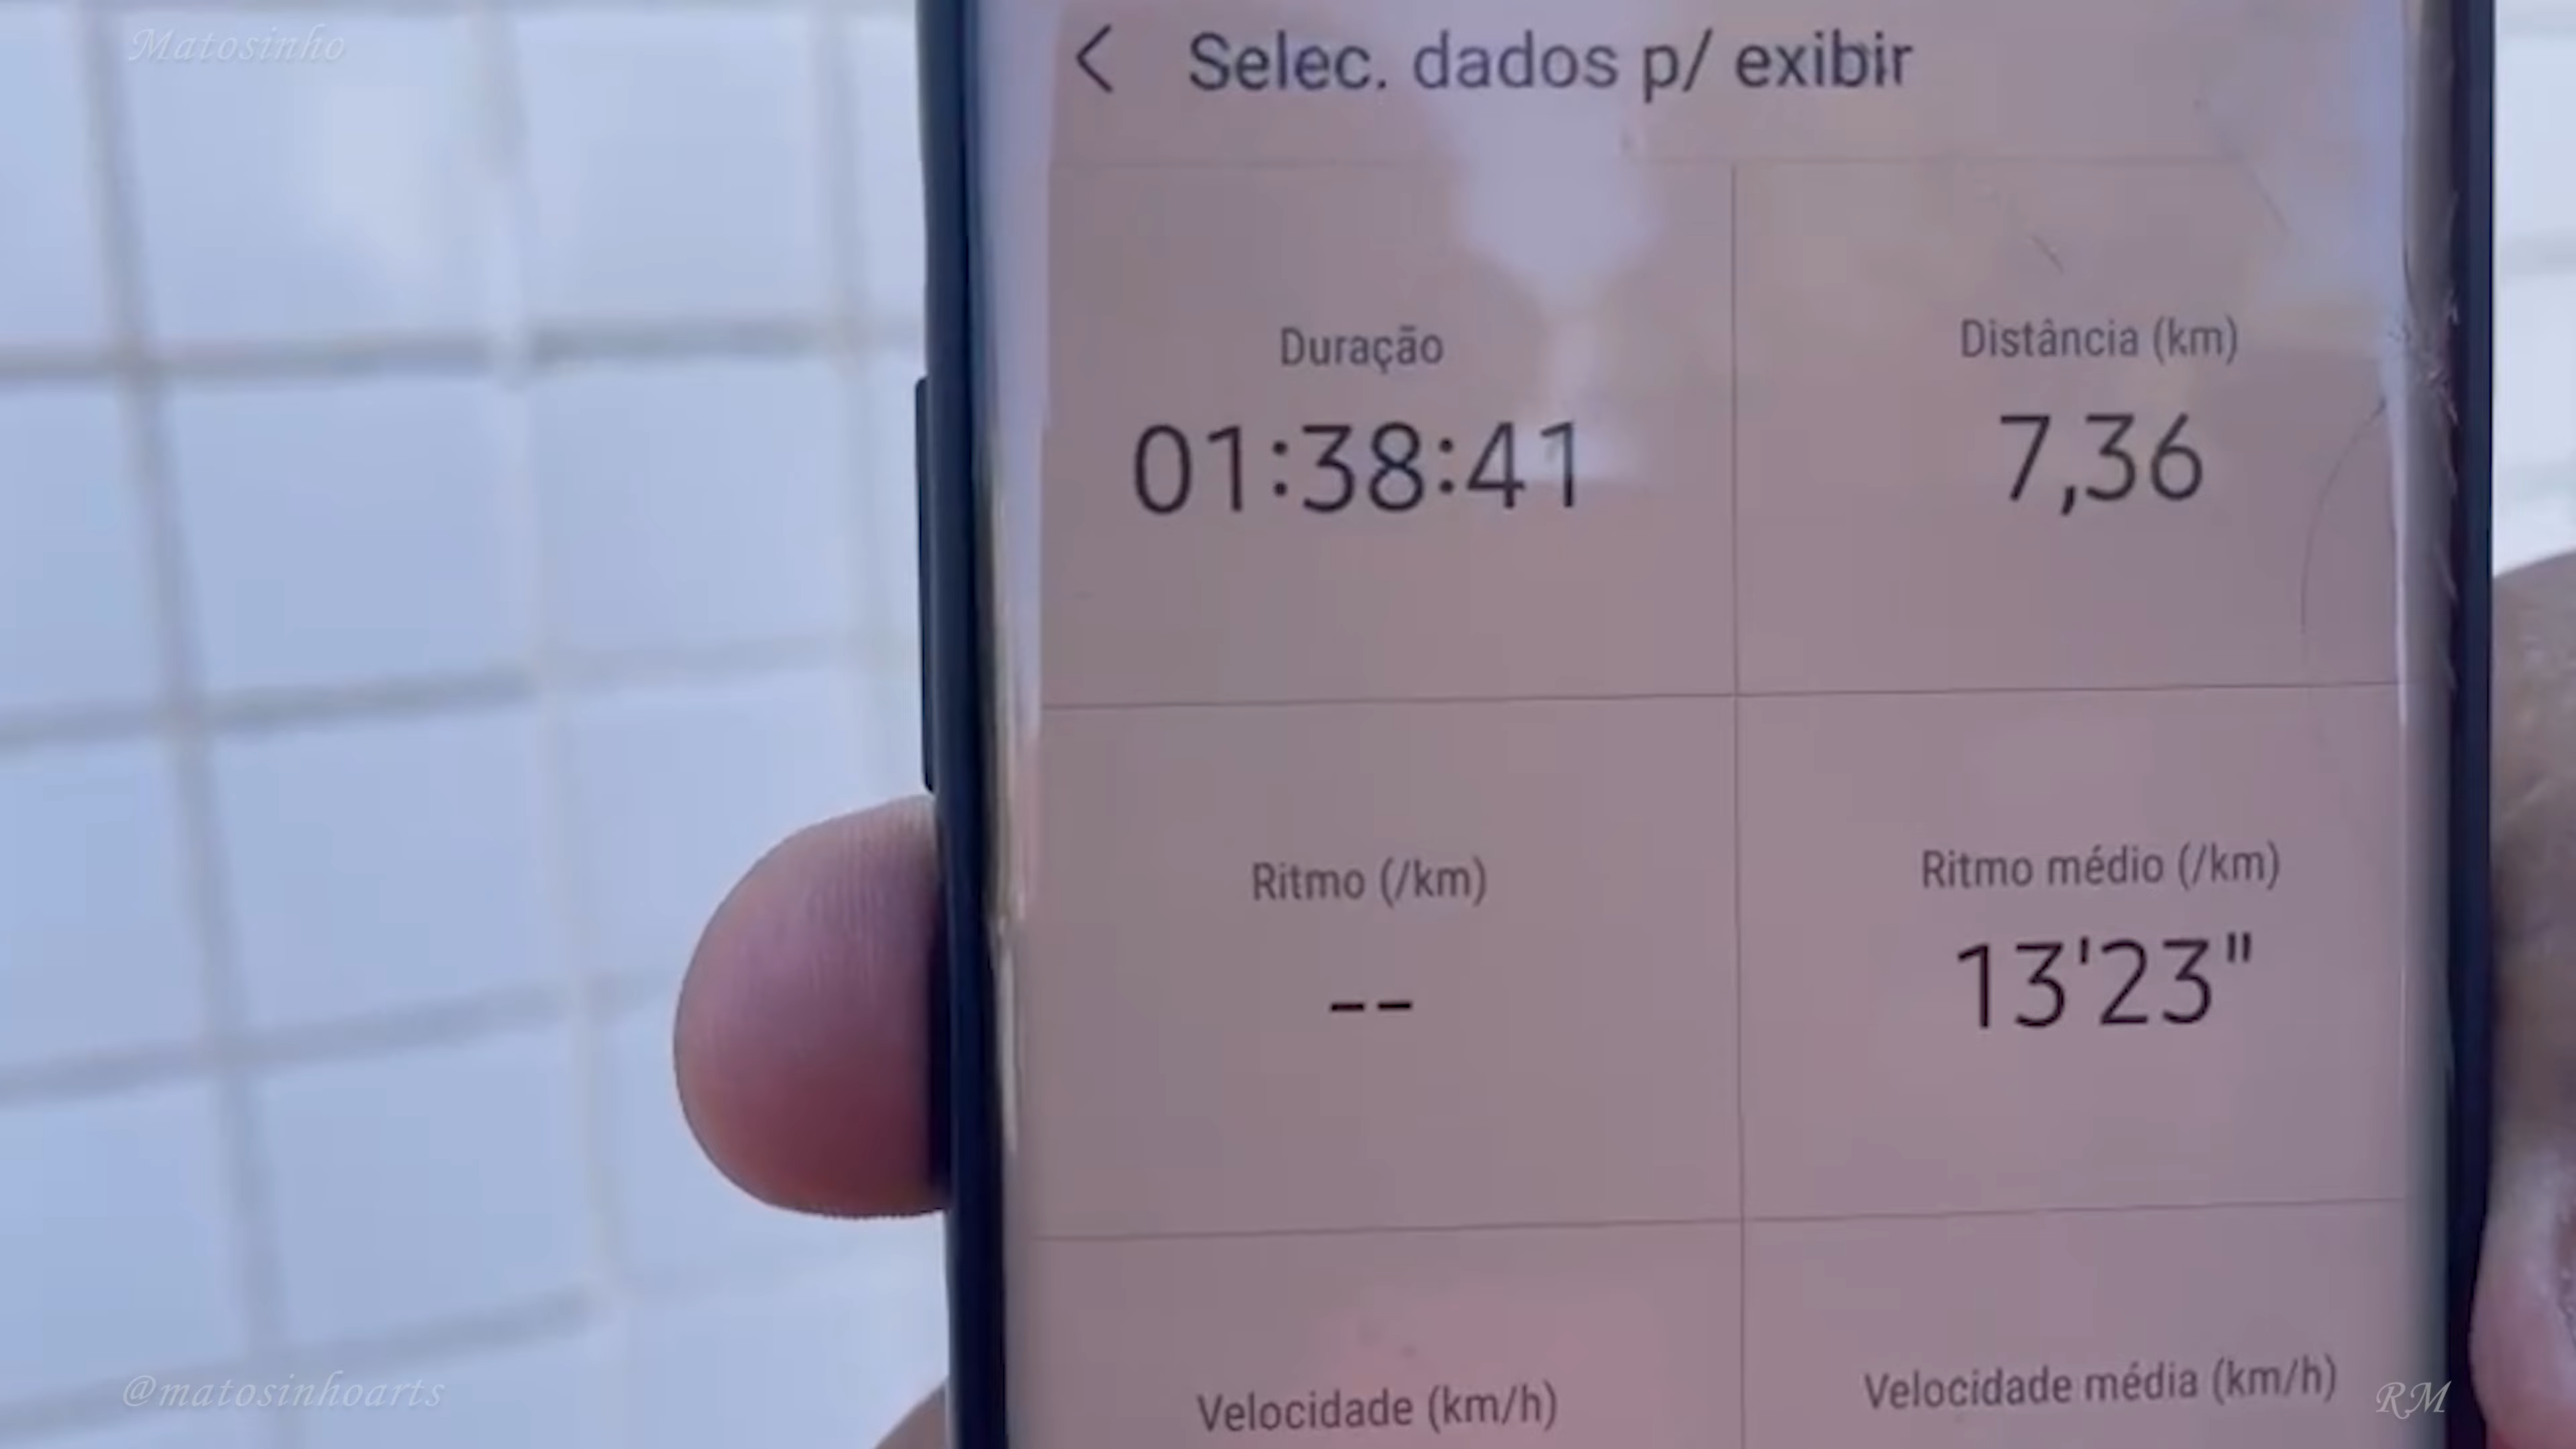 Matosinho
< Selec. dados p/ exibir
Duração
01:38:41
Distância (km)
7,36
Ritmo (/km)
--
Ritmo médio (/km)
13'23"
Velocidade (km/h)
Velocidade média (km/h)
@matosinhoarts
RM